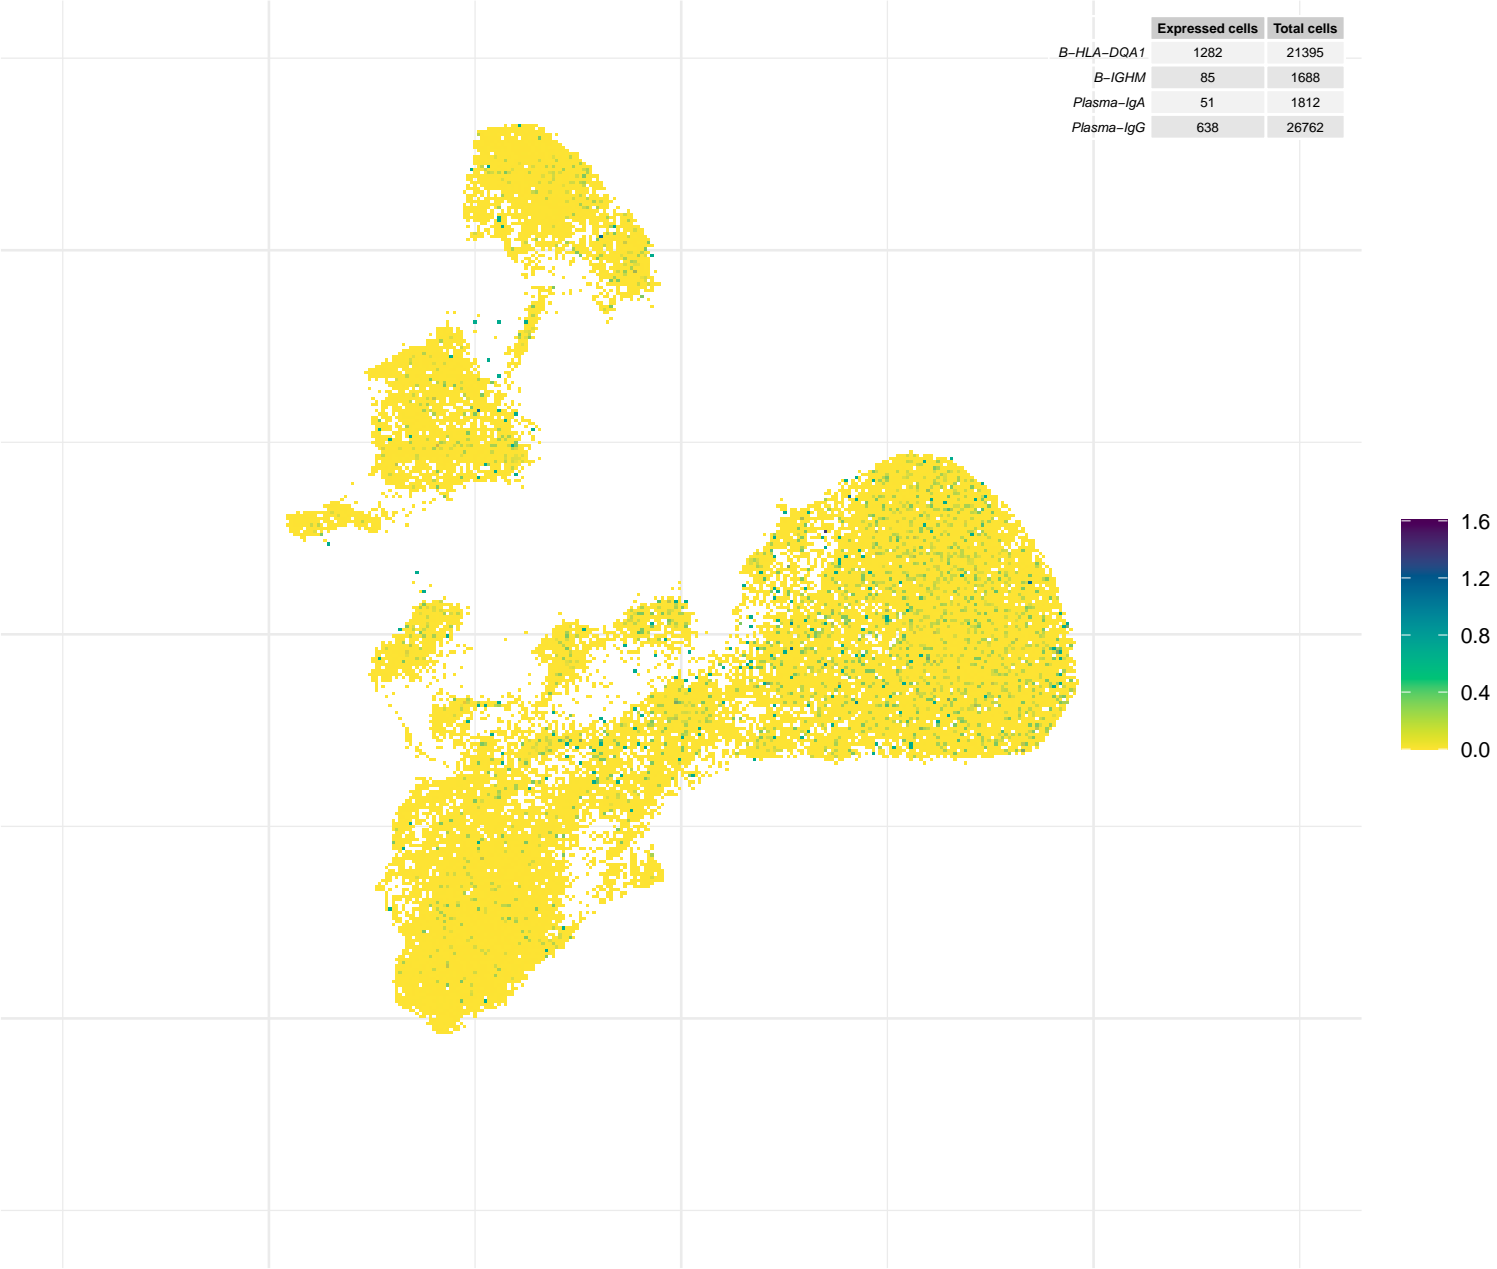 Expressed cells Total cells
B−HLA−DQA1 1282 21395
B−IGHM 85 1688
Plasma−IgA 51 1812
Plasma−IgG 638 26762
1.6
1.2
0.8
0.4
0.0